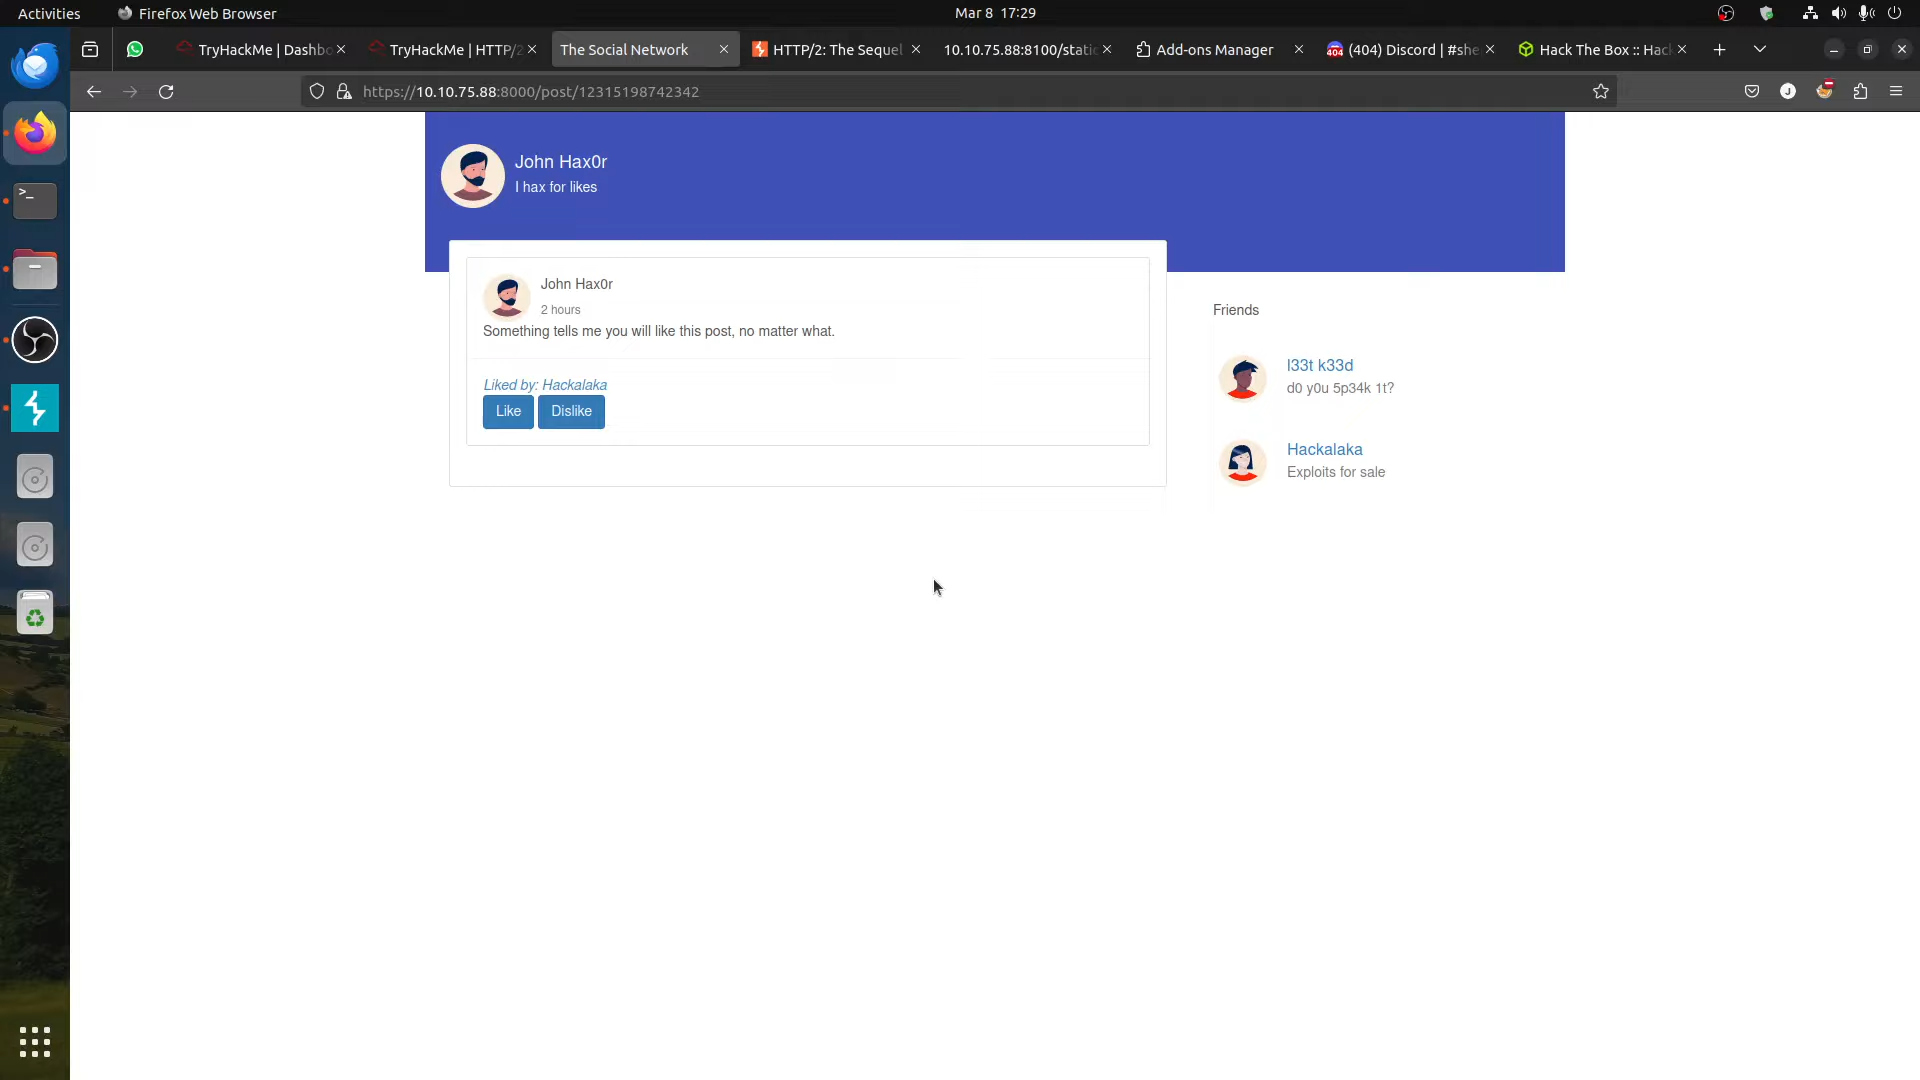 Activities
Firefox Web Browser
Mar 8 17:29
TryHackMe | Dashbo
TryHackMe | HTTP/2
The Social Network
HTTP/2: The Sequel
10.10.75.88:8100/stati
Add-ons Manager
404
(404) Discord | #she
Hack The Box :: Hac
https://10.10.75.88:8000/post/12315198742342
J
John Hax0r
I hax for likes
John Hax0r
2 hours
Something tells me you will like this post, no matter what.
Liked by: Hackalaka
Like
Dislike
Friends
l33t k33d
d0 y0u 5p34k 1t?
Hackalaka
Exploits for sale